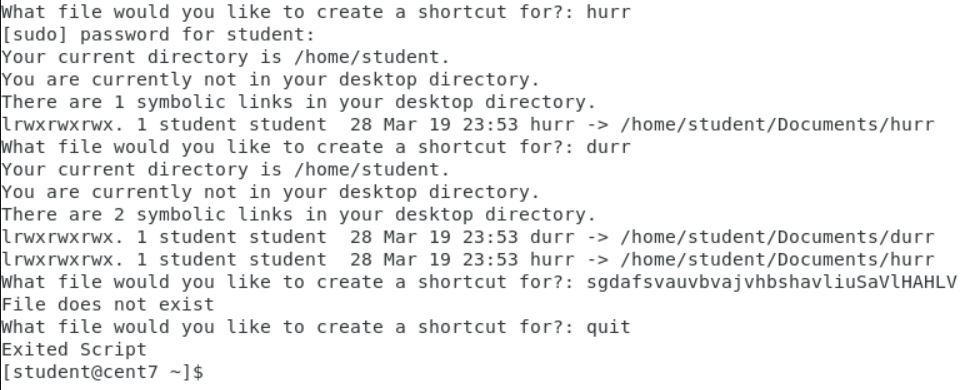 What file would you like to create a shortcut for?: hurr
[sudo] password for student:
Your current directory is /home/student.
You are currently not in your desktop directory.
There are 1 symbolic links in your desktop directory.
lrwxrwxrwx. 1 student student  28 Mar 19 23:53 hurr -> /home/student/Documents/hurr
What file would you like to create a shortcut for?: durr
Your current directory is /home/student.
You are currently not in your desktop directory.
There are 2 symbolic links in your desktop directory.
lrwxrwxrwx. 1 student student  28 Mar 19 23:53 durr -> /home/student/Documents/durr
lrwxrwxrwx. 1 student student  28 Mar 19 23:53 hurr -> /home/student/Documents/hurr
What file would you like to create a shortcut for?: sgdafsvauvbvajvhbshavliuSaVlHAHLV
File does not exist
What file would you like to create a shortcut for?: quit
Exited Script
[student@cent7 ~]$